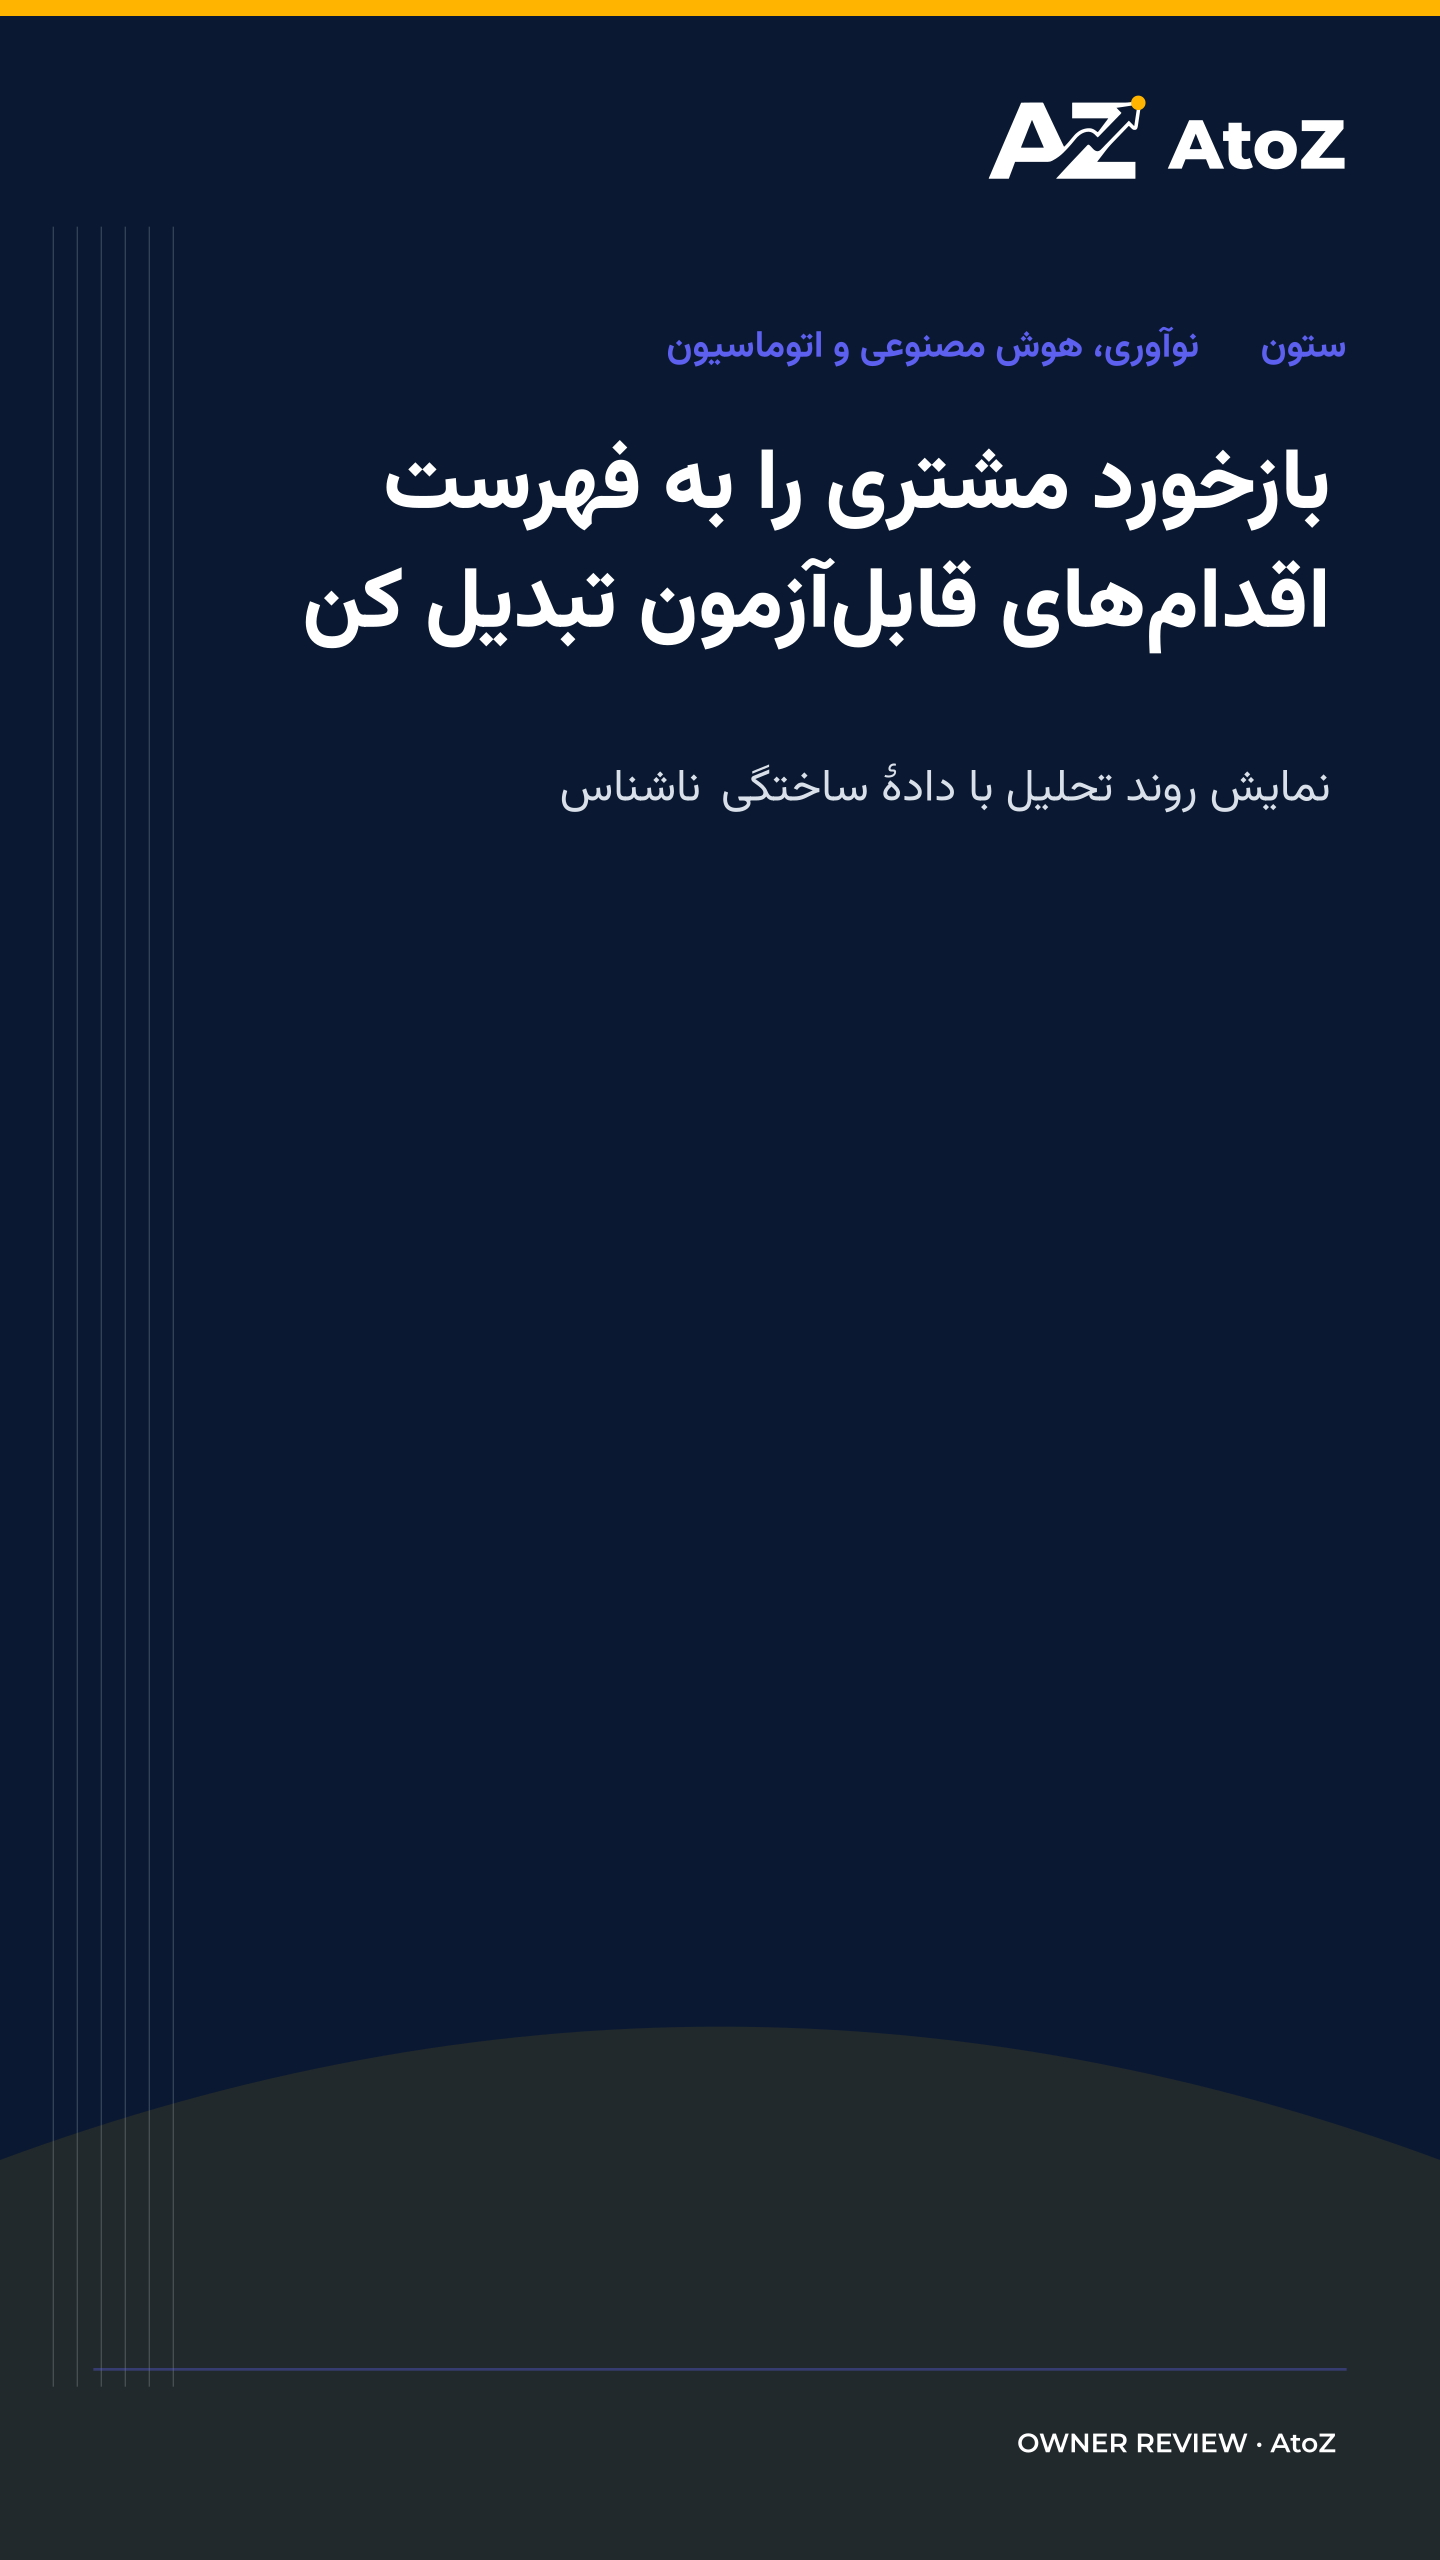 AZ AtoZ
ستون نوآوری، هوش مصنوعی و اتوماسیون
بازخورد مشتری را به فهرست
اقدام‌های قابل‌آزمون تبدیل کن
نمایش روند تحلیل با دادهٔ ساختگی ناشناس
OWNER REVIEW · AtoZ